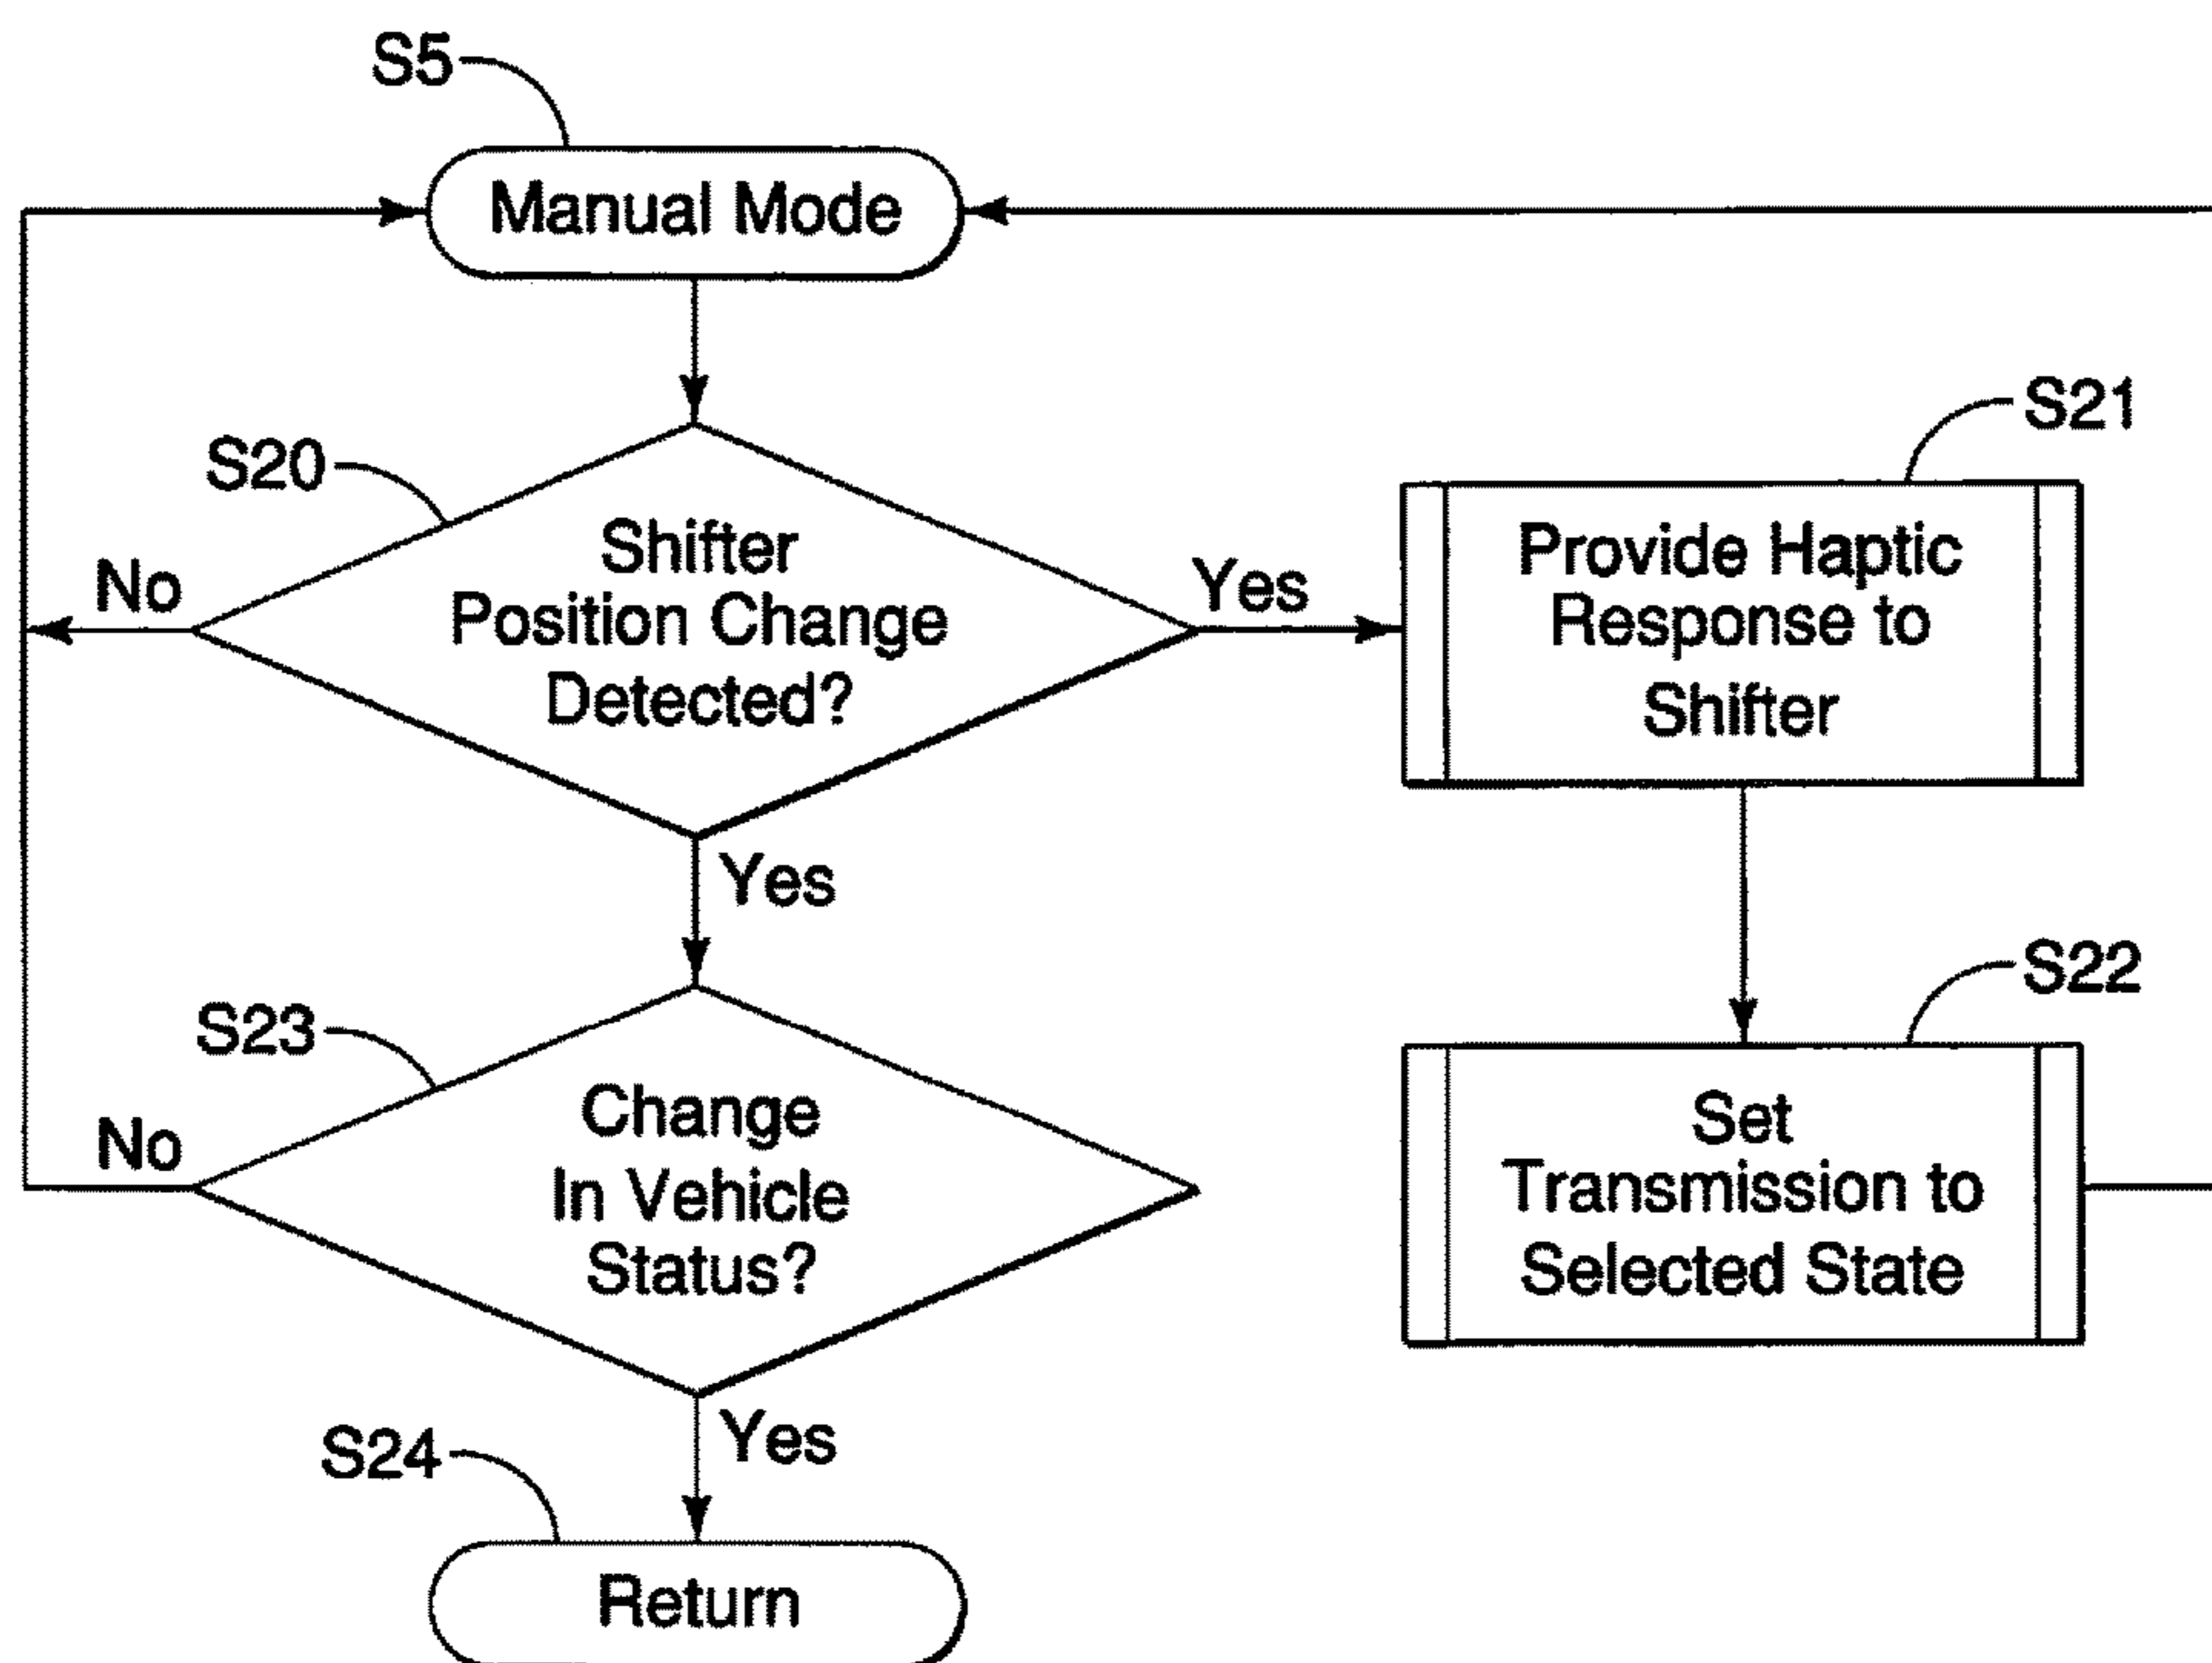 S5
Manual Mode
S20
Shifter
Position Change
Detected?
No
Yes
S21
Provide Haptic
Response to
Shifter
Yes
S22
Set
Transmission to
Selected State
S23
Change
In Vehicle
Status?
No
Yes
S24
Return